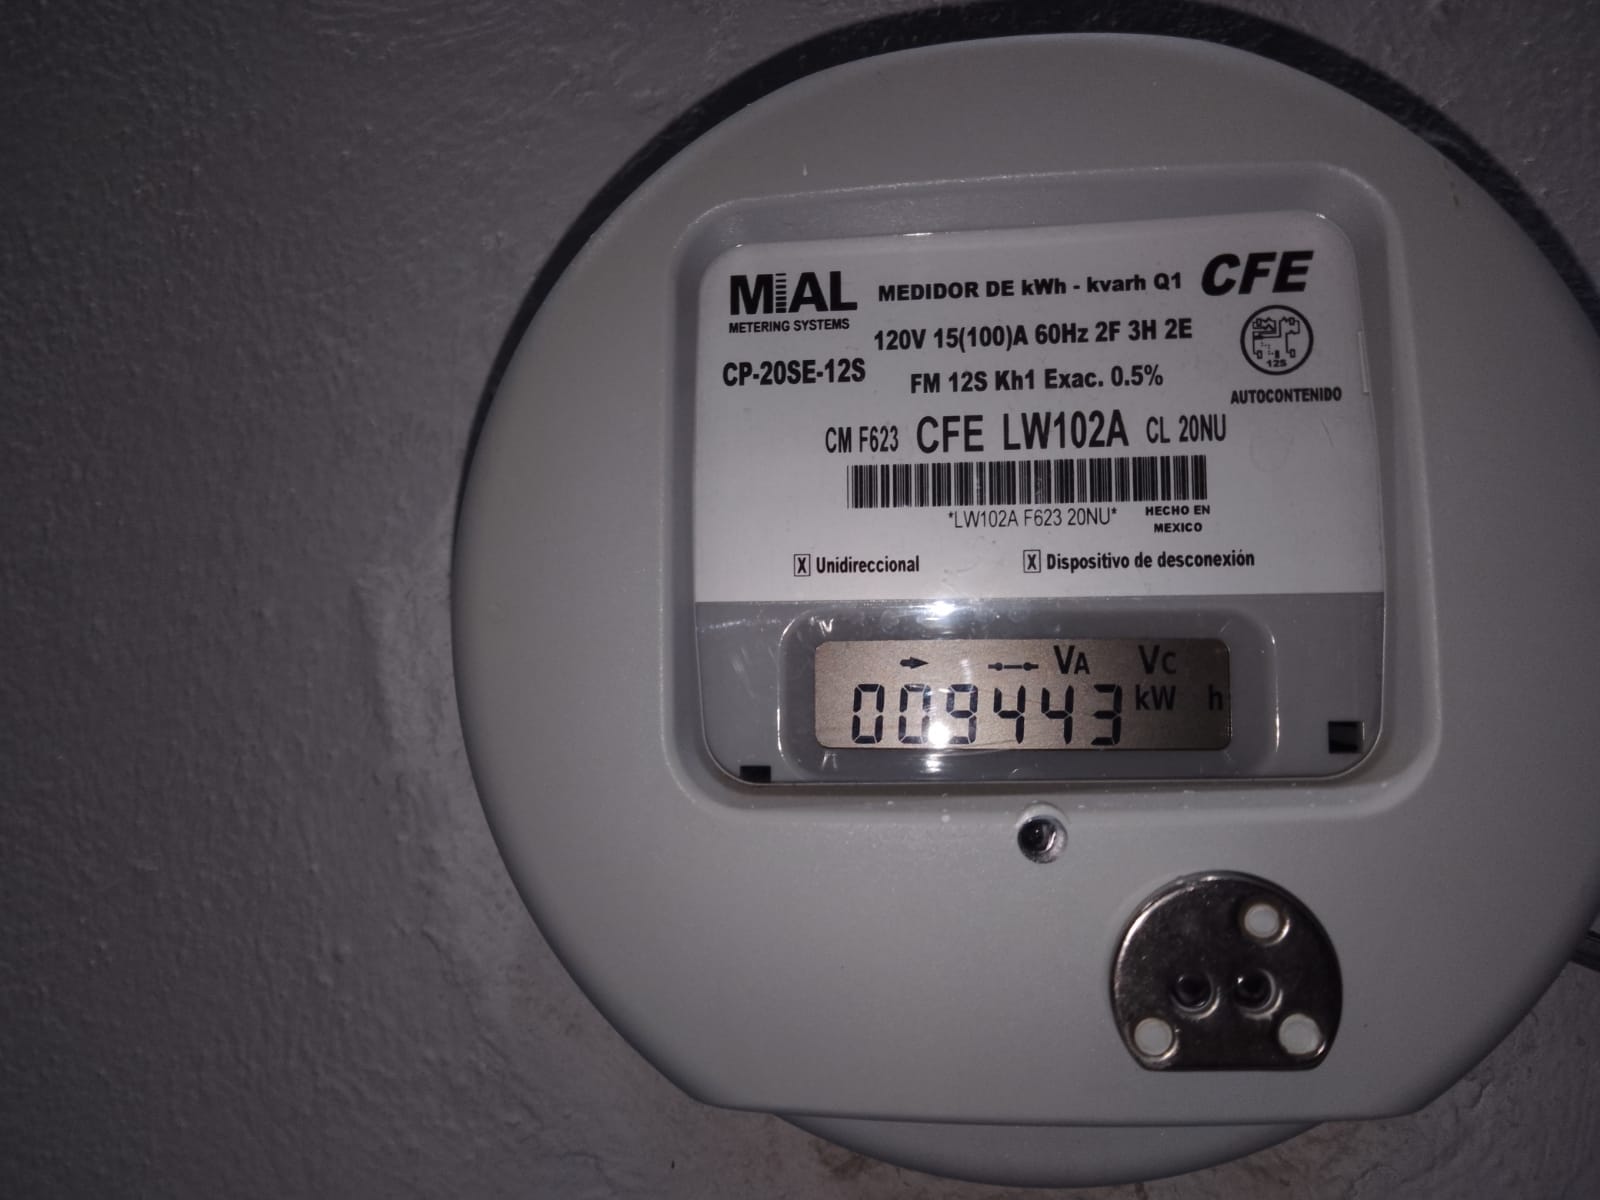 MIAL
METERING SYSTEMS
MEDIDOR DE kWh - kvarh Q1
CFE
120V 15(100)A 60Hz 2F 3H 2E
CP-20SE-12S
FM 12S Kh1 Exac. 0.5%
12S
AUTOCONTENIDO
CM F623 CFE LW102A CL 20NU
*LW102A F623 20NU*
HECHO EN
MEXICO
X Unidireccional
X Dispositivo de desconexión
VA VC
009443 kW h